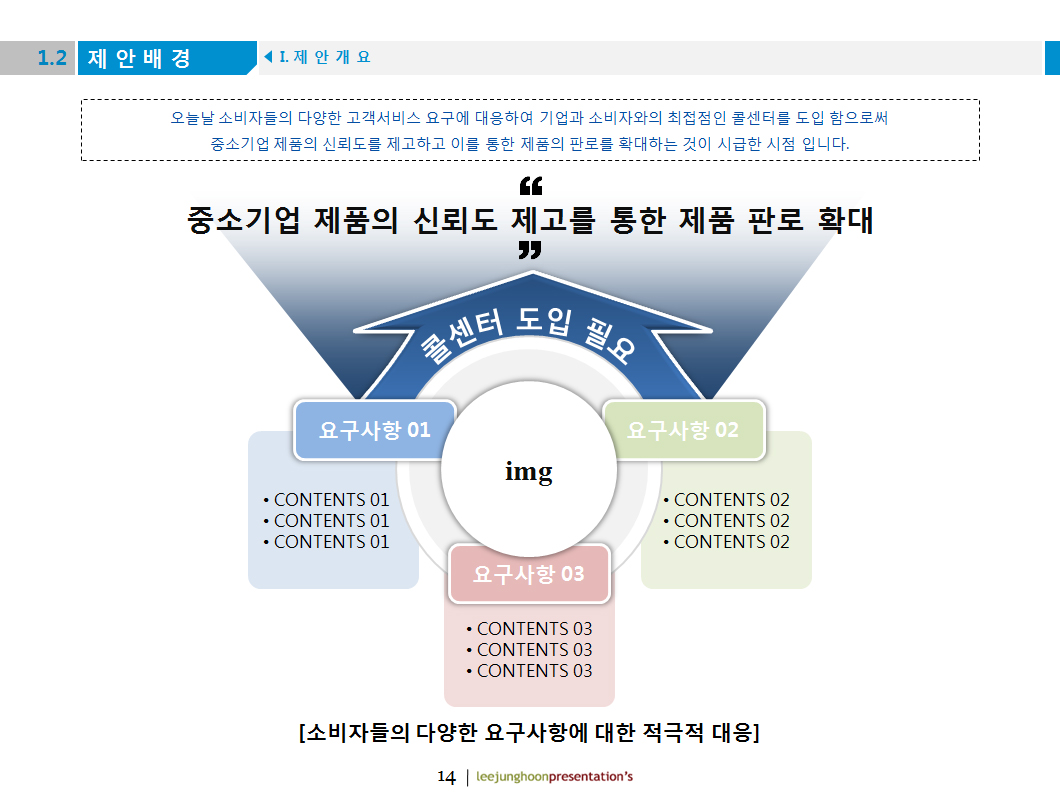 1.2 제 안 배 경 I. 제 안 개 요
오늘날 소비자들의 다양한 고객서비스 요구에 대응하여 기업과 소비자와의 최접점인 콜센터를 도입 함으로써
중소기업 제품의 신뢰도를 제고하고 이를 통한 제품의 판로를 확대하는 것이 시급한 시점 입니다.
“
중소기업 제품의 신뢰도 제고를 통한 제품 판로 확대
”
콜센터 도입 필요
요구사항 01
• CONTENTS 01
• CONTENTS 01
• CONTENTS 01
img
요구사항 02
• CONTENTS 02
• CONTENTS 02
• CONTENTS 02
요구사항 03
• CONTENTS 03
• CONTENTS 03
• CONTENTS 03
[소비자들의 다양한 요구사항에 대한 적극적 대응]
14 | leejunghoonpresentation's